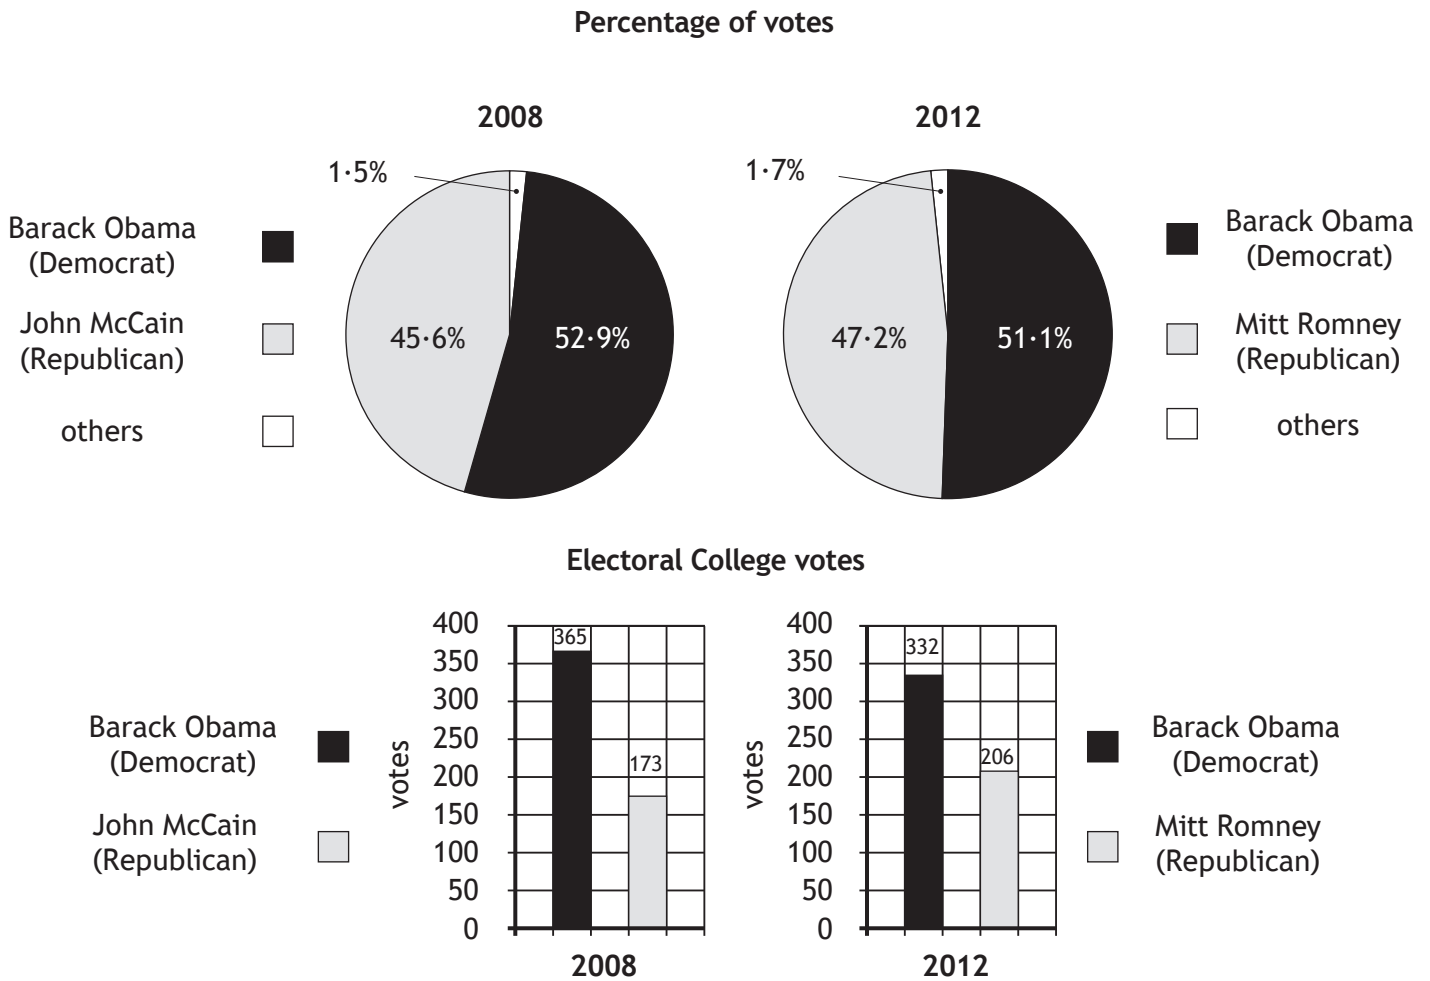 Percentage of votes
2008
2012
1·5%
1·7%
Barack Obama
(Democrat)
John McCain
(Republican)
others
45·6%
52·9%
47·2%
51·1%
Barack Obama
(Democrat)
Mitt Romney
(Republican)
others
Electoral College votes
Barack Obama
(Democrat)
John McCain
(Republican)
votes
400
350
300
250
200
150
100
50
0
365
173
2008
votes
400
350
300
250
200
150
100
50
0
332
206
2012
Barack Obama
(Democrat)
Mitt Romney
(Republican)